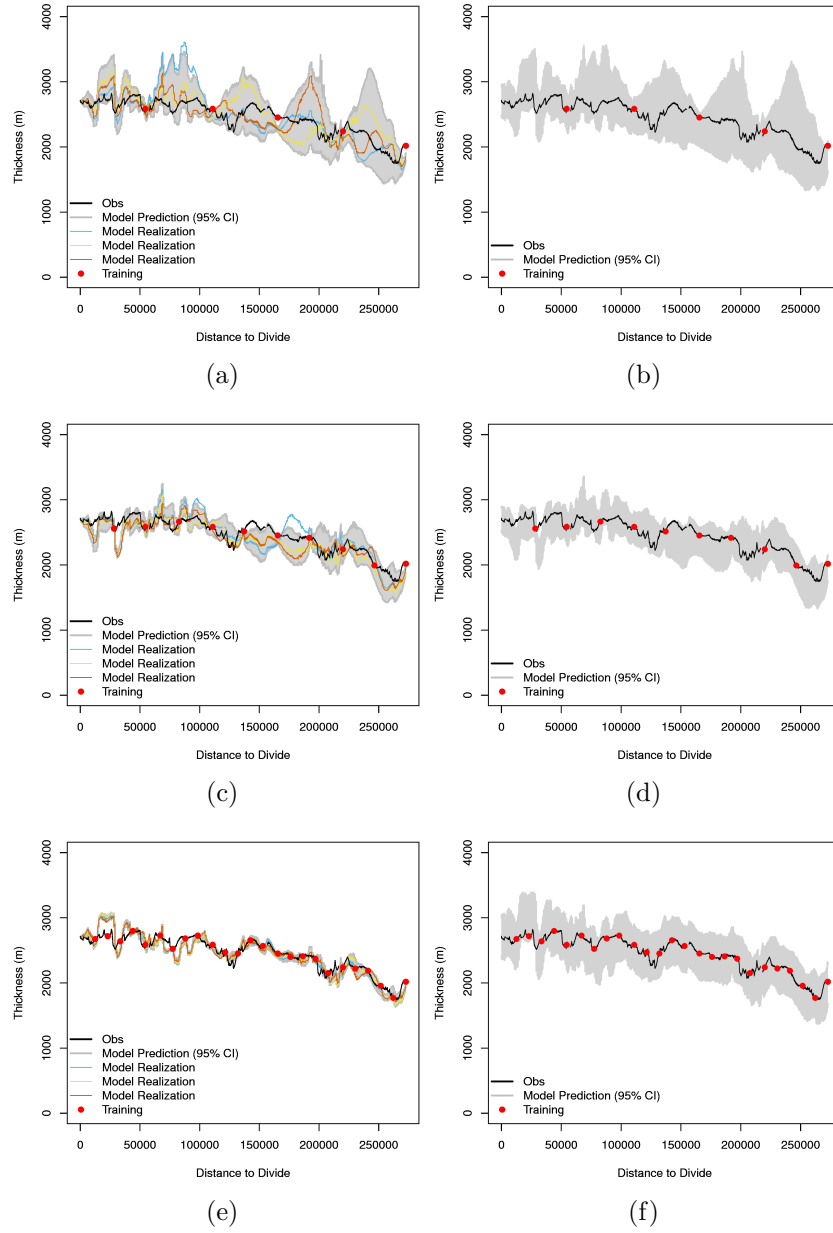 4000
3000
2000
1000
0
Thickness (m)
Obs
Model Prediction (95% CI)
Model Realization
Model Realization
Model Realization
Training
0 50000 100000 150000 200000 250000
Distance to Divide
(a)
4000
3000
2000
1000
0
Thickness (m)
Obs
Model Prediction (95% CI)
Training
0 50000 100000 150000 200000 250000
Distance to Divide
(b)
4000
3000
2000
1000
0
Thickness (m)
Obs
Model Prediction (95% CI)
Model Realization
Model Realization
Model Realization
Training
0 50000 100000 150000 200000 250000
Distance to Divide
(c)
4000
3000
2000
1000
0
Thickness (m)
Obs
Model Prediction (95% CI)
Training
0 50000 100000 150000 200000 250000
Distance to Divide
(d)
4000
3000
2000
1000
0
Thickness (m)
Obs
Model Prediction (95% CI)
Model Realization
Model Realization
Model Realization
Training
0 50000 100000 150000 200000 250000
Distance to Divide
(e)
4000
3000
2000
1000
0
Thickness (m)
Obs
Model Prediction (95% CI)
Training
0 50000 100000 150000 200000 250000
Distance to Divide
(f)